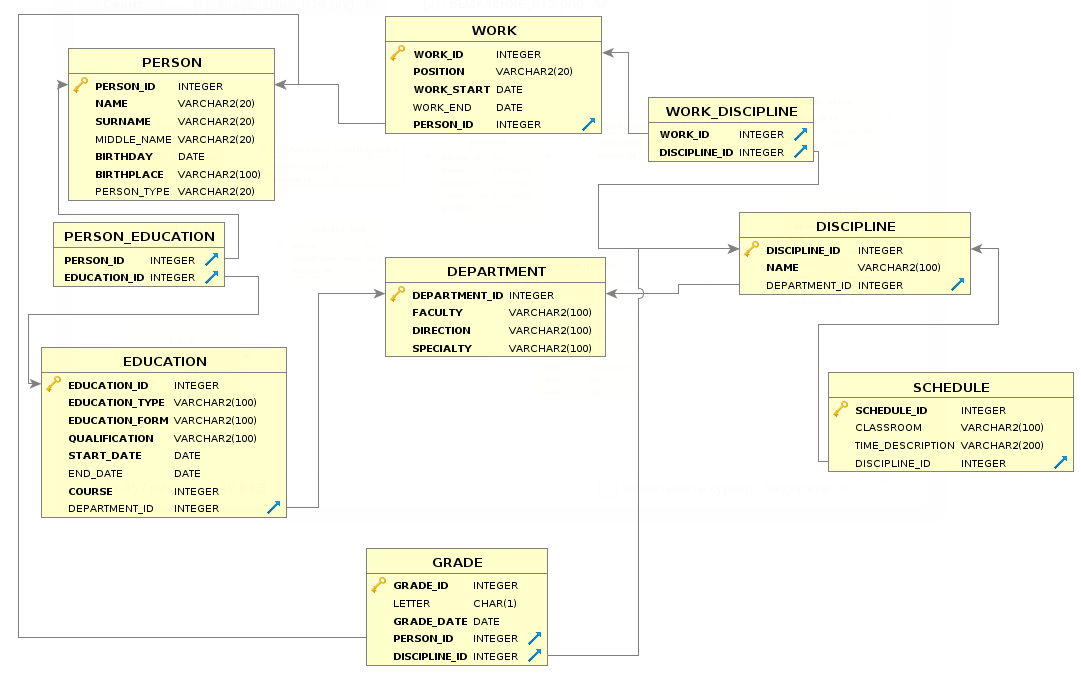 WORK
WORK_ID INTEGER
POSITION VARCHAR2(20)
WORK_START DATE
WORK_END DATE
PERSON_ID INTEGER
PERSON
PERSON_ID INTEGER
NAME VARCHAR2(20)
SURNAME VARCHAR2(20)
MIDDLE_NAME VARCHAR2(20)
BIRTHDAY DATE
BIRTHPLACE VARCHAR2(100)
PERSON_TYPE VARCHAR2(20)
WORK_DISCIPLINE
WORK_ID INTEGER
DISCIPLINE_ID INTEGER
PERSON_EDUCATION
PERSON_ID INTEGER
EDUCATION_ID INTEGER
DISCIPLINE
DISCIPLINE_ID INTEGER
NAME VARCHAR2(100)
DEPARTMENT_ID INTEGER
DEPARTMENT
DEPARTMENT_ID INTEGER
FACULTY VARCHAR2(100)
DIRECTION VARCHAR2(100)
SPECIALTY VARCHAR2(100)
EDUCATION
EDUCATION_ID INTEGER
EDUCATION_TYPE VARCHAR2(100)
EDUCATION_FORM VARCHAR2(100)
QUALIFICATION VARCHAR2(100)
START_DATE DATE
END_DATE DATE
COURSE INTEGER
DEPARTMENT_ID INTEGER
SCHEDULE
SCHEDULE_ID INTEGER
CLASSROOM VARCHAR2(100)
TIME_DESCRIPTION VARCHAR2(200)
DISCIPLINE_ID INTEGER
GRADE
GRADE_ID INTEGER
LETTER CHAR(1)
GRADE_DATE DATE
PERSON_ID INTEGER
DISCIPLINE_ID INTEGER